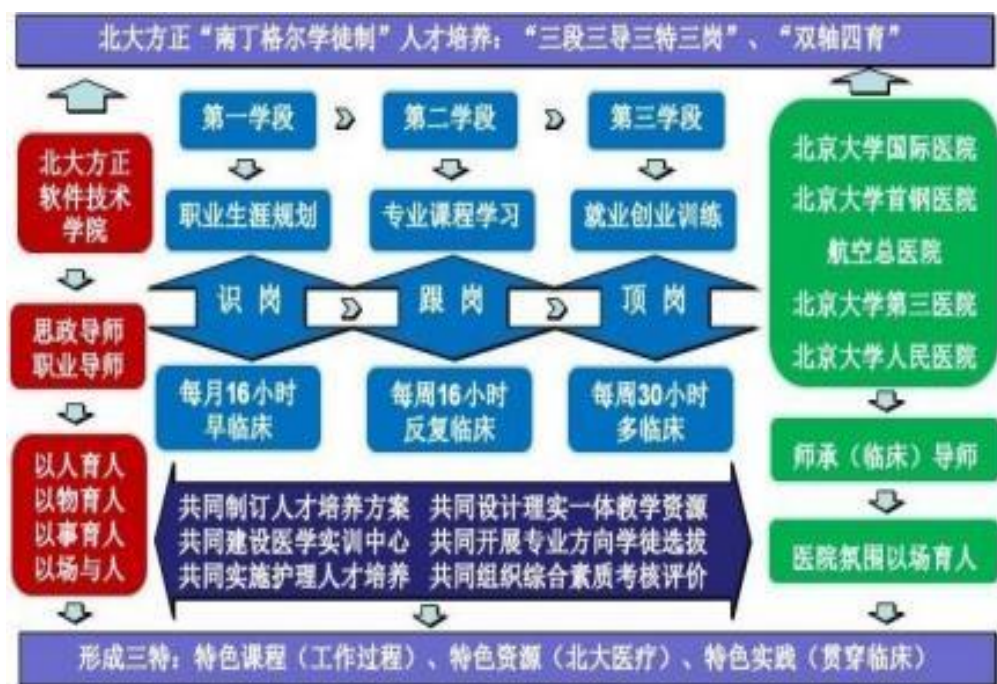 北大方正“南丁格尔学徒制”人才培养：“三段三导三特三岗”、“双轴四育”
北大方正
软件技术
学院
思政导师
职业导师
以人育人
以物育人
以事育人
以场与人
第一学段
第二学段
第三学段
职业生涯规划
专业课程学习
就业创业训练
识 岗
跟 岗
顶 岗
每月16小时
早临床
每周16小时
反复临床
每周30小时
多临床
共同制订人才培养方案 共同设计理实一体教学资源
共同建设医学实训中心 共同开展专业方向学徒选拔
共同实施护理人才培养 共同组织综合素质考核评价
北京大学国际医院
北京大学首钢医院
航空总医院
北京大学第三医院
北京大学人民医院
师承（临床）导师
医院氛围以场育人
形成三特：特色课程（工作过程）、特色资源（北大医疗）、特色实践（贯穿临床）